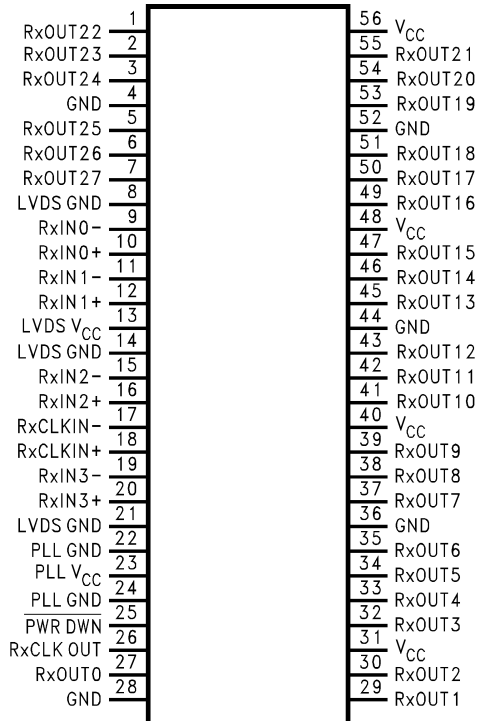 1 56
RxOUT22 VCC
2 55
RxOUT23 RxOUT21
3 54
RxOUT24 RxOUT20
4 53
GND RxOUT19
5 52
RxOUT25 GND
6 51
RxOUT26 RxOUT18
7 50
RxOUT27 RxOUT17
8 49
LVDS GND RxOUT16
9 48
RxIN0- VCC
10 47
RxIN0+ RxOUT15
11 46
RxIN1- RxOUT14
12 45
RxIN1+ RxOUT13
13 44
LVDS VCC GND
14 43
LVDS GND RxOUT12
15 42
RxIN2- RxOUT11
16 41
RxIN2+ RxOUT10
17 40
RxCLKIN- VCC
18 39
RxCLKIN+ RxOUT9
19 38
RxIN3- RxOUT8
20 37
RxIN3+ RxOUT7
21 36
LVDS GND GND
22 35
PLL GND RxOUT6
23 34
PLL VCC RxOUT5
24 33
PLL GND RxOUT4
25 32
PWR DWN RxOUT3
26 31
RxCLK OUT VCC
27 30
RxOUT0 RxOUT2
28 29
GND RxOUT1